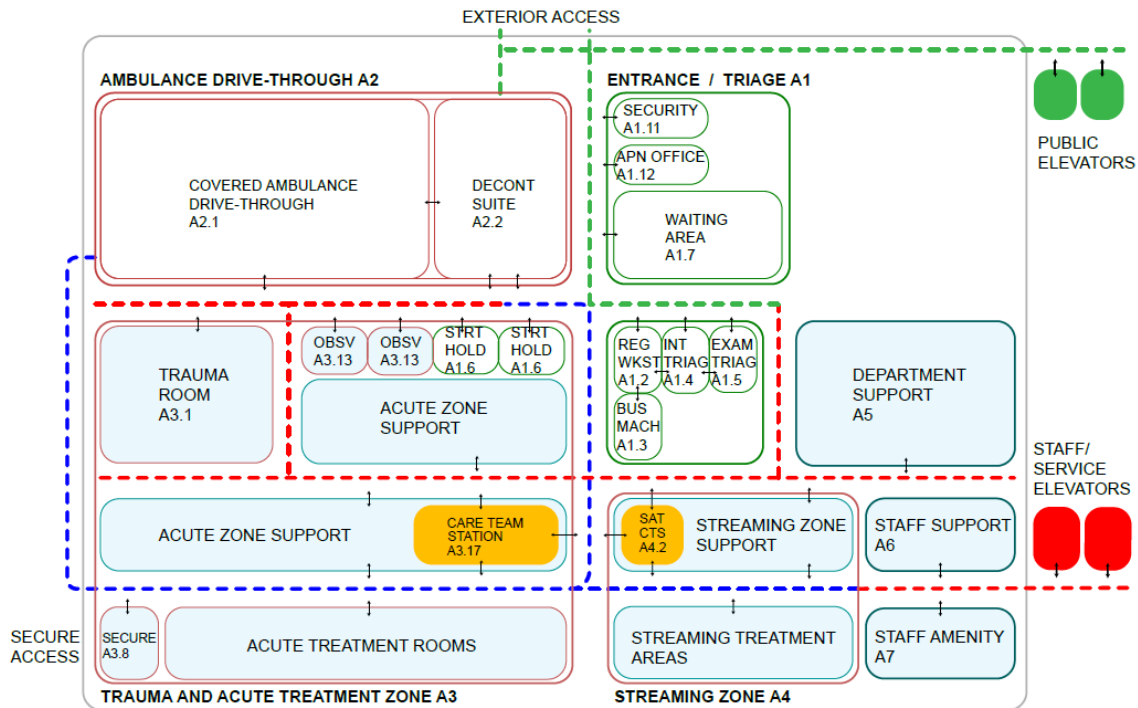 EXTERIOR ACCESS
AMBULANCE DRIVE-THROUGH A2
ENTRANCE / TRIAGE A1
COVERED AMBULANCE
DRIVE-THROUGH
A2.1
DECONT
SUITE
A2.2
SECURITY
A1.11
APN OFFICE
A1.12
WAITING
AREA
A1.7
PUBLIC
ELEVATORS
TRAUMA
ROOM
A3.1
OBSV
A3.13
OBSV
A3.13
STRT
HOLD
A1.6
STRT
HOLD
A1.6
ACUTE ZONE
SUPPORT
REG
WKST
A1.2
INT
TRIAG
A1.4
EXAM
TRIAG
A1.5
BUS
MACH
A1.3
DEPARTMENT
SUPPORT
A5
STAFF/
SERVICE
ELEVATORS
ACUTE ZONE SUPPORT
CARE TEAM
STATION
A3.17
SAT
CTS
A4.2
STREAMING ZONE
SUPPORT
STAFF SUPPORT
A6
SECURE
ACCESS
SECURE
A3.8
ACUTE TREATMENT ROOMS
STREAMING TREATMENT
AREAS
STAFF AMENITY
A7
TRAUMA AND ACUTE TREATMENT ZONE A3
STREAMING ZONE A4